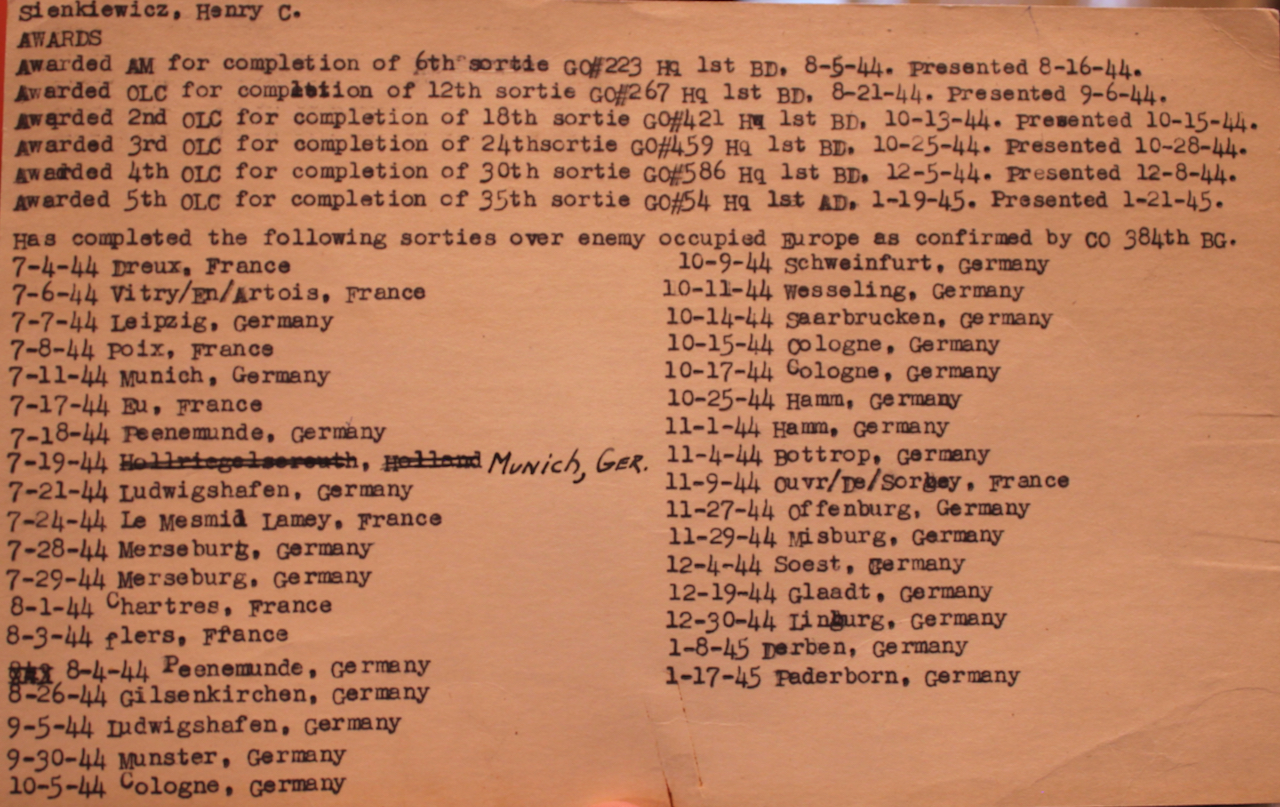 Sienkiewicz, Henry C.
AWARDS
Awarded AM for completion of 6th sortie GO#223 Hq 1st BD. 8-5-44. Presented 8-16-44.
Awarded OLC for completion of 12th sortie GO#267 Hq 1st BD. 8-21-44. Presented 9-6-44.
Awarded 2nd OLC for completion of 18th sortie GO#421 Hq 1st BD. 10-13-44. Presented 10-15-44.
Awarded 3rd OLC for completion of 24thsortie GO#459 Hq 1st BD. 10-25-44. Presented 10-28-44.
Awarded 4th OLC for completion of 30th sortie GO#586 Hq 1st BD. 12-5-44. Presented 12-8-44.
Awarded 5th OLC for completion of 35th sortie GO#54 Hq 1st AD. 1-19-45. Presented 1-21-45.
Has completed the following sorties over enemy occupied Europe as confirmed by CO 384th BG.
7-4-44 Dreux, France
7-6-44 Vitry/En/Artois, France
7-7-44 Leipzig, Germany
7-8-44 Poix, France
7-11-44 Munich, Germany
7-17-44 Eu, France
7-18-44 Peenemunde, Germany
7-19-44 Hollriegelsereuth, Holland MUNICH, GER.
7-21-44 Ludwigshafen, Germany
7-24-44 Le Mesmid Lamey, France
7-28-44 Merseburg, Germany
7-29-44 Merseburg, Germany
8-1-44 Chartres, France
8-3-44 flers, Ffance
8-4-44 Peenemunde, Germany
8-26-44 Gilsenkirchen, Germany
9-5-44 Ludwigshafen, Germany
9-30-44 Munster, Germany
10-5-44 Cologne, Germany
10-9-44 Schweinfurt, Germany
10-11-44 Wesseling, Germany
10-14-44 Saarbrucken, Germany
10-15-44 Cologne, Germany
10-17-44 Cologne, Germany
10-25-44 Hamm, Germany
11-1-44 Hamm, Germany
11-4-44 Bottrop, Germany
11-9-44 Ouvr/De/Sorbey, France
11-27-44 Offenburg, Germany
11-29-44 Misburg, Germany
12-4-44 Soest, Germany
12-19-44 Glaadt, Germany
12-30-44 Linburg, Germany
1-8-45 Derben, Germany
1-17-45 Paderborn, Germany